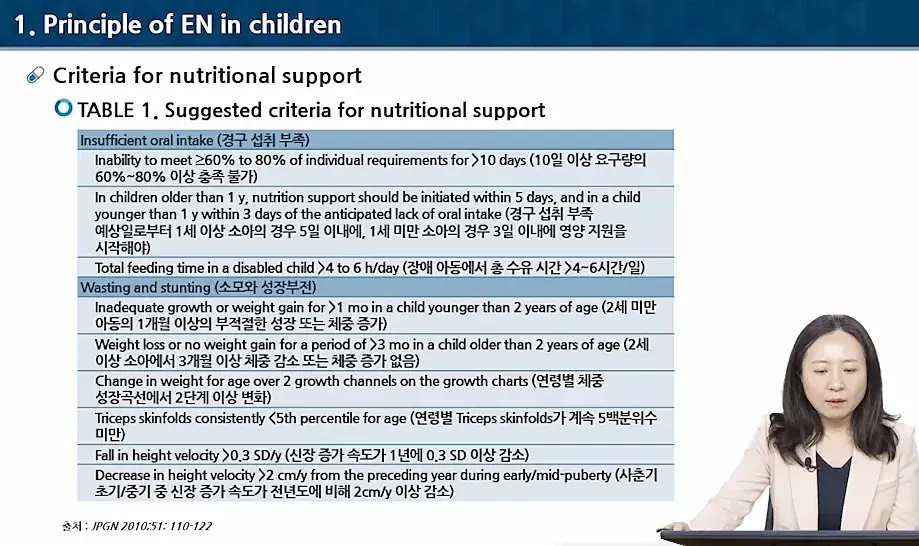 1. Principle of EN in children
Criteria for nutritional support
TABLE 1. Suggested criteria for nutritional support
Insufficient oral intake (경구 섭취 부족)
Inability to meet ≥60% to 80% of individual requirements for >10 days (10일 이상 요구량의
60%~80% 이상 충족 불가)
In children older than 1 y, nutrition support should be initiated within 5 days, and in a child
younger than 1 y within 3 days of the anticipated lack of oral intake (경구 섭취 부족
예상일로부터 1세 이상 소아의 경우 5일 이내에, 1세 미만 소아의 경우 3일 이내에 영양 지원을
시작해야)
Total feeding time in a disabled child >4 to 6 h/day (장애 아동에서 총 수유 시간 >4~6시간/일)
Wasting and stunting (소모와 성장부전)
Inadequate growth or weight gain for >1 mo in a child younger than 2 years of age (2세 미만
아동의 1개월 이상의 부적절한 성장 또는 체중 증가)
Weight loss or no weight gain for a period of >3 mo in a child older than 2 years of age (2세
이상 소아에서 3개월 이상 체중 감소 또는 체중 증가 없음)
Change in weight for age over 2 growth channels on the growth charts (연령별 체중
성장곡선에서 2단계 이상 변화)
Triceps skinfolds consistently <5th percentile for age (연령별 Triceps skinfolds가 계속 5백분위수
미만)
Fall in height velocity >0.3 SD/y (신장 증가 속도가 1년에 0.3 SD 이상 감소)
Decrease in height velocity >2 cm/y from the preceding year during early/mid-puberty (사춘기
초기/중기 중 신장 증가 속도가 전년도에 비해 2cm/y 이상 감소)
출처 : JPGN 2010;51: 110-122